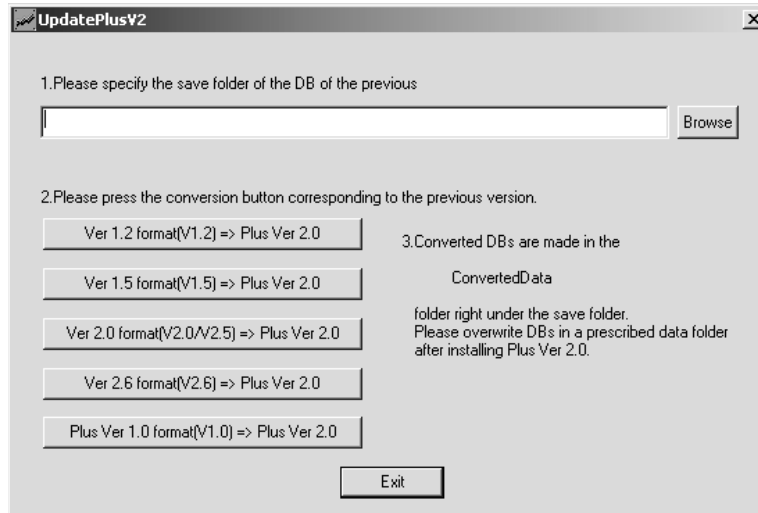 UpdatePlusV2
1.Please specify the save folder of the DB of the previous
Browse
2.Please press the conversion button corresponding to the previous version.
Ver 1.2 format(V1.2) => Plus Ver 2.0
Ver 1.5 format(V1.5) => Plus Ver 2.0
Ver 2.0 format(V2.0/V2.5) => Plus Ver 2.0
Ver 2.6 format(V2.6) => Plus Ver 2.0
Plus Ver 1.0 format(V1.0) => Plus Ver 2.0
3.Converted DBs are made in the
ConvertedData
folder right under the save folder.
Please overwrite DBs in a prescribed data folder
after installing Plus Ver 2.0.
Exit